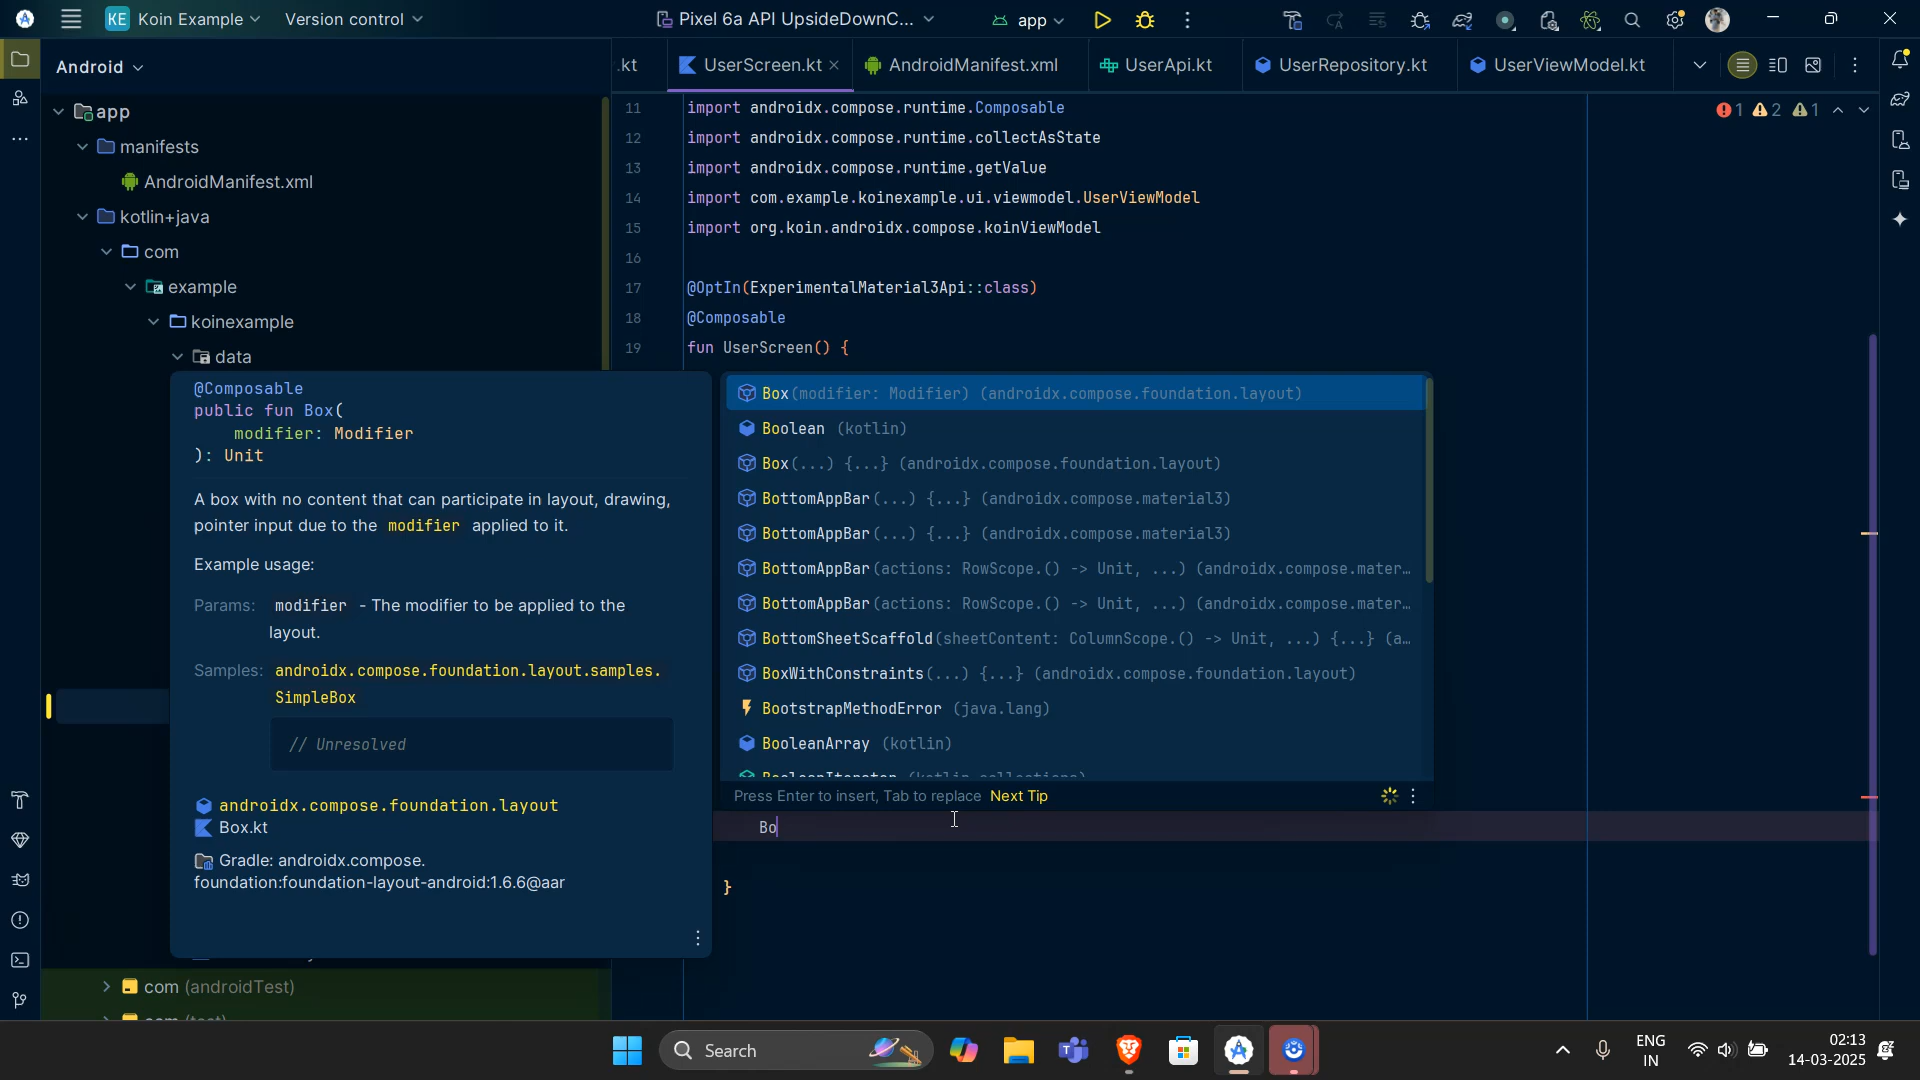 KE Koin Example Version control Pixel 6a API UpsideDownC... app
Android
.kt UserScreen.kt AndroidManifest.xml UserApi.kt UserRepository.kt UserViewModel.kt
app
manifests
AndroidManifest.xml
kotlin+java
com
example
koinexample
data
11 import androidx.compose.runtime.Composable
12 import androidx.compose.runtime.collectAsState
13 import androidx.compose.runtime.getValue
14 import com.example.koinexample.ui.viewmodel.UserViewModel
15 import org.koin.androidx.compose.koinViewModel
16
17 @OptIn(ExperimentalMaterial3Api::class)
18 @Composable
19 fun UserScreen() {
1 2 1
@Composable
public fun Box(
modifier: Modifier
): Unit
A box with no content that can participate in layout, drawing,
pointer input due to the modifier applied to it.
Example usage:
Params: modifier - The modifier to be applied to the
layout.
Samples: androidx.compose.foundation.layout.samples.
SimpleBox
// Unresolved
androidx.compose.foundation.layout
Box.kt
Gradle: androidx.compose.
foundation:foundation-layout-android:1.6.6@aar
Box(modifier: Modifier) (androidx.compose.foundation.layout)
Boolean (kotlin)
Box(...) {...} (androidx.compose.foundation.layout)
BottomAppBar(...) {...} (androidx.compose.material3)
BottomAppBar(...) {...} (androidx.compose.material3)
BottomAppBar(actions: RowScope.() -> Unit, ...) (androidx.compose.mater...
BottomAppBar(actions: RowScope.() -> Unit, ...) (androidx.compose.mater...
BottomSheetScaffold(sheetContent: ColumnScope.() -> Unit, ...) {...} (a...
BoxWithConstraints(...) {...} (androidx.compose.foundation.layout)
BootstrapMethodError (java.lang)
BooleanArray (kotlin)
BooleanIterator (kotlin.collections)
Press Enter to insert, Tab to replace Next Tip
Bo
}
com (androidTest)
com (test)
Search
ENG
IN
02:13
14-03-2025